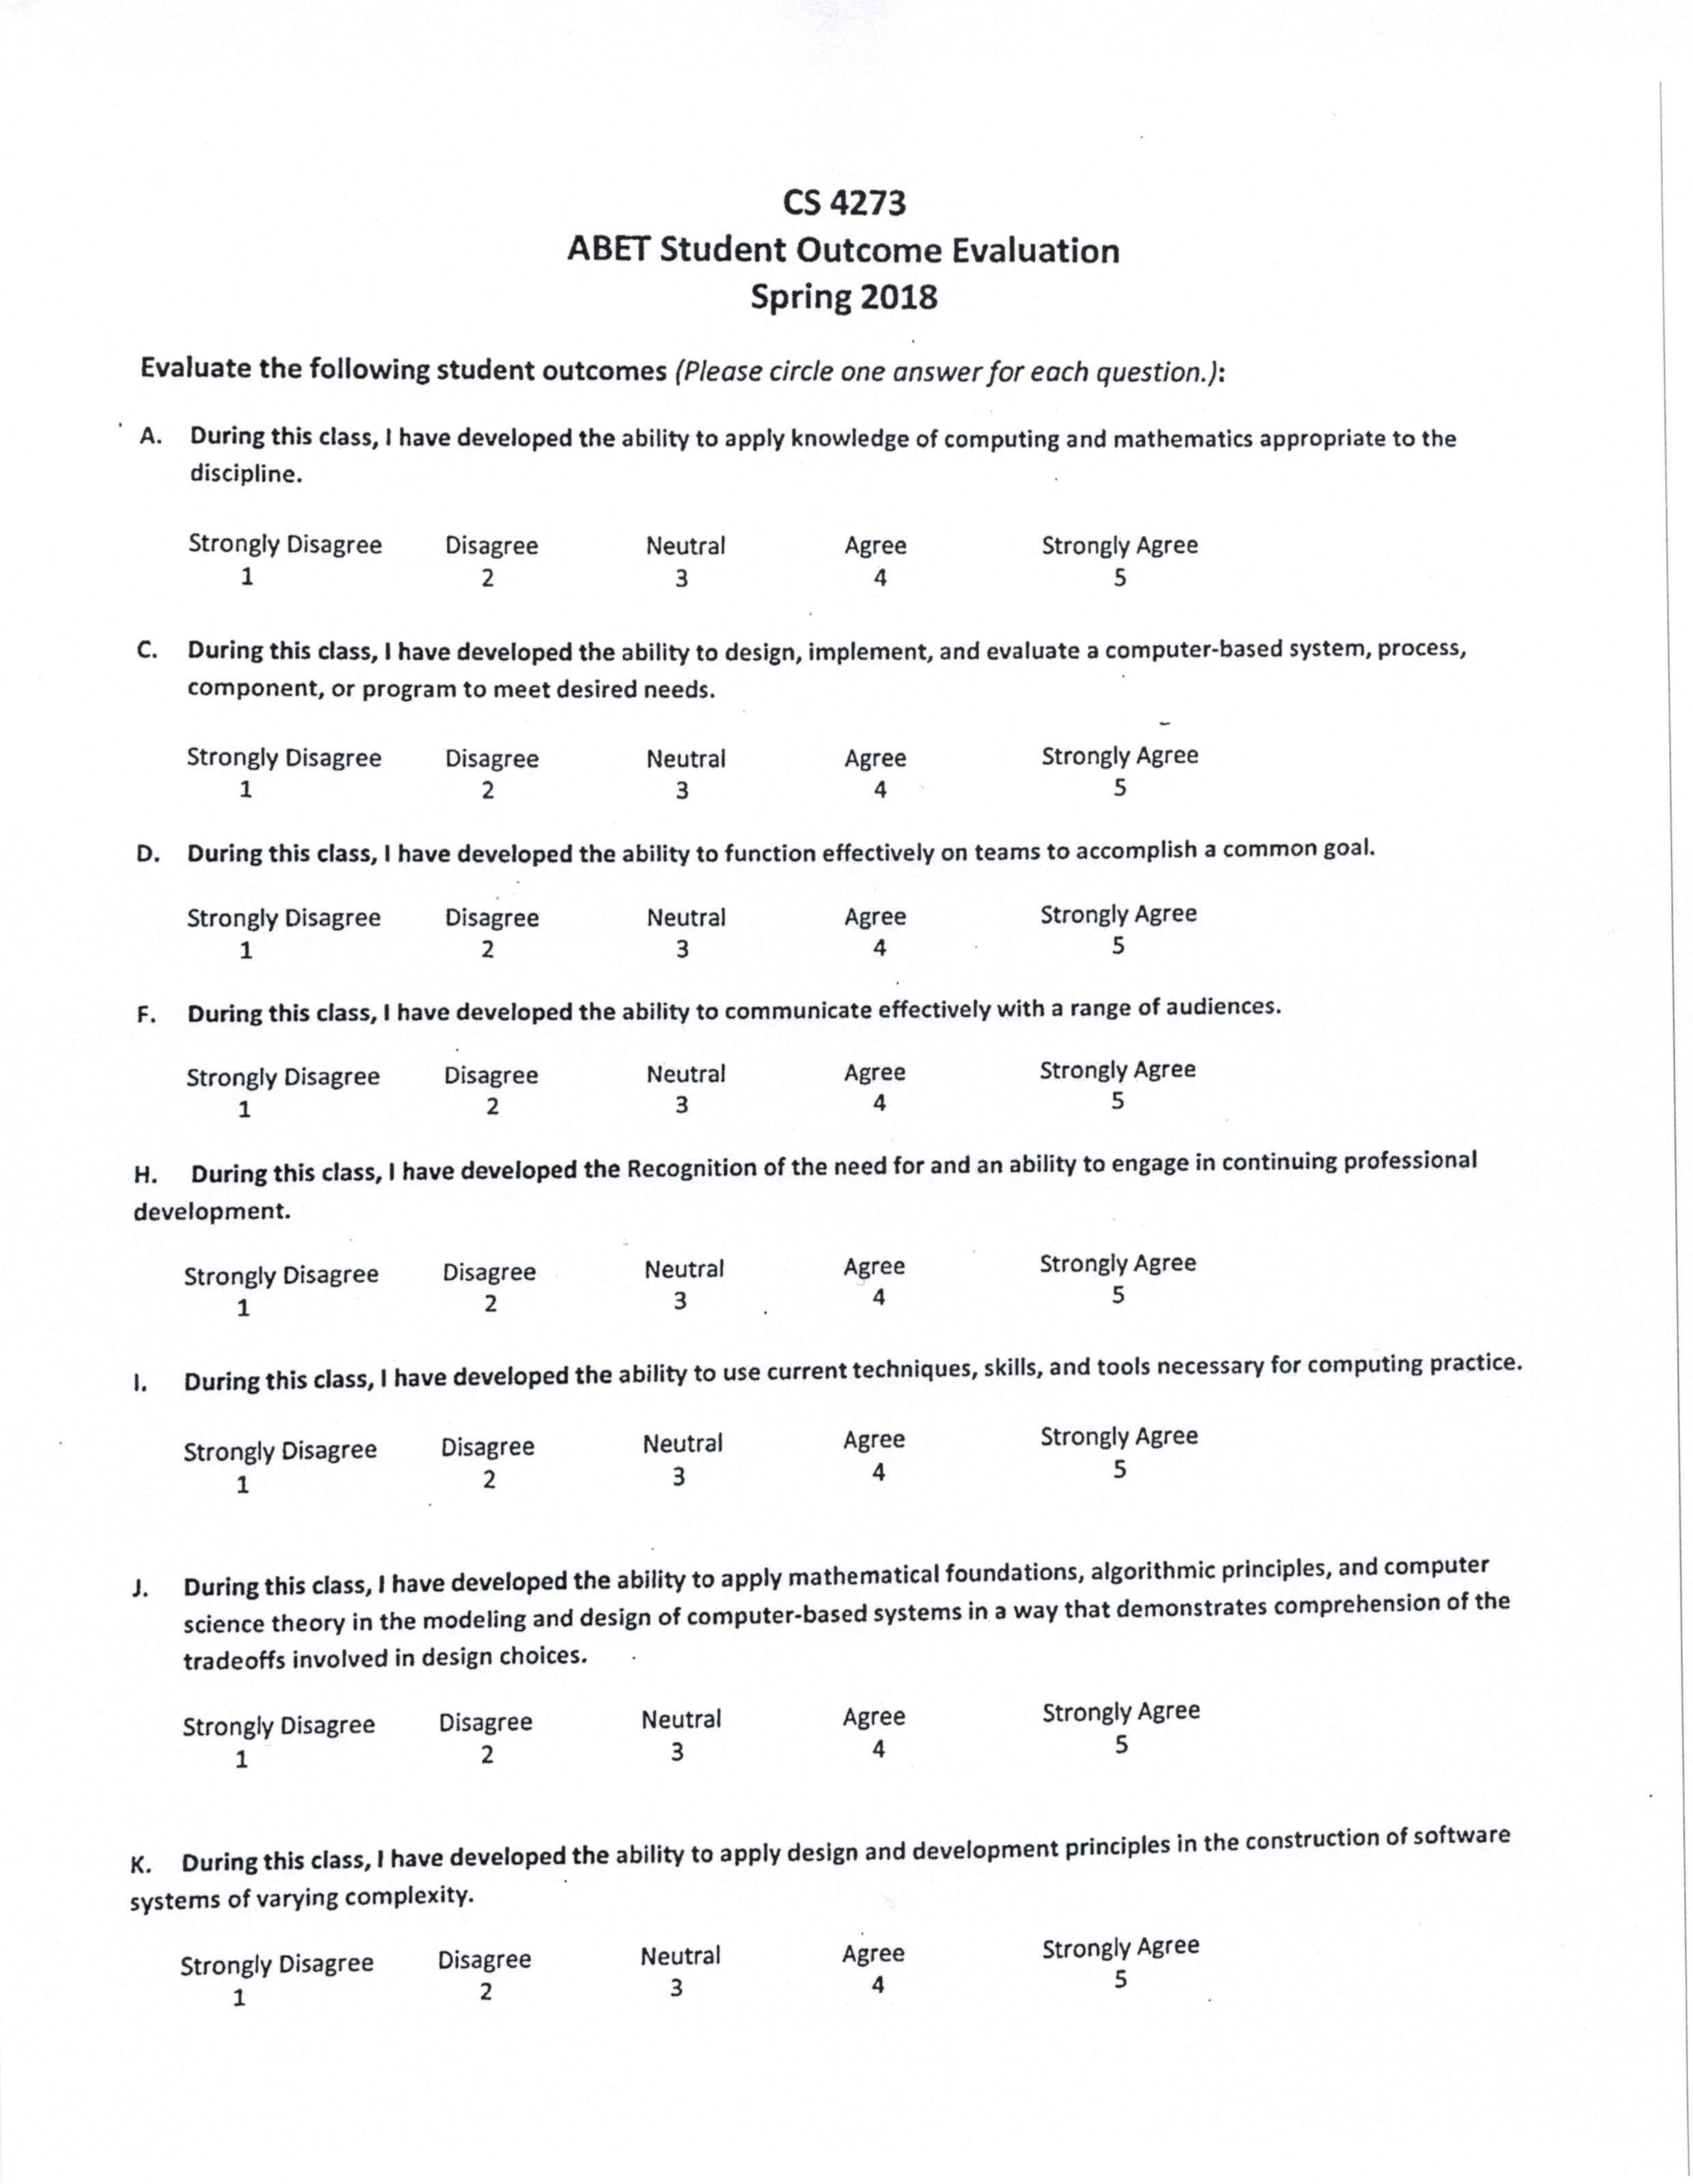 CS 4273
ABET Student Outcome Evaluation
Spring 2018
Evaluate the following student outcomes (Please circle one answer for each question.):
A. During this class, I have developed the ability to apply knowledge of computing and mathematics appropriate to the
discipline.
Strongly Disagree Disagree Neutral Agree Strongly Agree
1 2 3 4 5
C. During this class, I have developed the ability to design, implement, and evaluate a computer-based system, process,
component, or program to meet desired needs.
Strongly Disagree Disagree Neutral Agree Strongly Agree
1 2 3 4 5
D. During this class, I have developed the ability to function effectively on teams to accomplish a common goal.
Strongly Disagree Disagree Neutral Agree Strongly Agree
1 2 3 4 5
F. During this class, I have developed the ability to communicate effectively with a range of audiences.
Strongly Disagree Disagree Neutral Agree Strongly Agree
1 2 3 4 5
H. During this class, I have developed the Recognition of the need for and an ability to engage in continuing professional
development.
Strongly Disagree Disagree Neutral Agree Strongly Agree
1 2 3 4 5
I. During this class, I have developed the ability to use current techniques, skills, and tools necessary for computing practice.
Strongly Disagree Disagree Neutral Agree Strongly Agree
1 2 3 4 5
J. During this class, I have developed the ability to apply mathematical foundations, algorithmic principles, and computer
science theory in the modeling and design of computer-based systems in a way that demonstrates comprehension of the
tradeoffs involved in design choices.
Strongly Disagree Disagree Neutral Agree Strongly Agree
1 2 3 4 5
K. During this class, I have developed the ability to apply design and development principles in the construction of software
systems of varying complexity.
Strongly Disagree Disagree Neutral Agree Strongly Agree
1 2 3 4 5